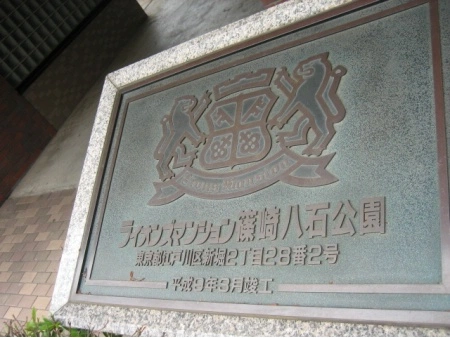 Lions Mansion
ライオンズマンション篠崎八石公園
東京都江戸川区新堀2丁目28番2号
平成9年3月竣工